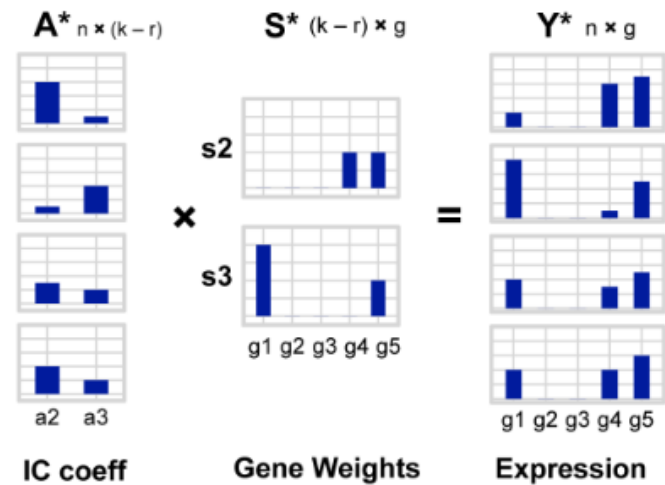 A* n × (k – r)
S* (k – r) × g
Y* n × g
s2
×
=
s3
g1 g2 g3 g4 g5
a2 a3
g1 g2 g3 g4 g5
IC coeff
Gene Weights
Expression